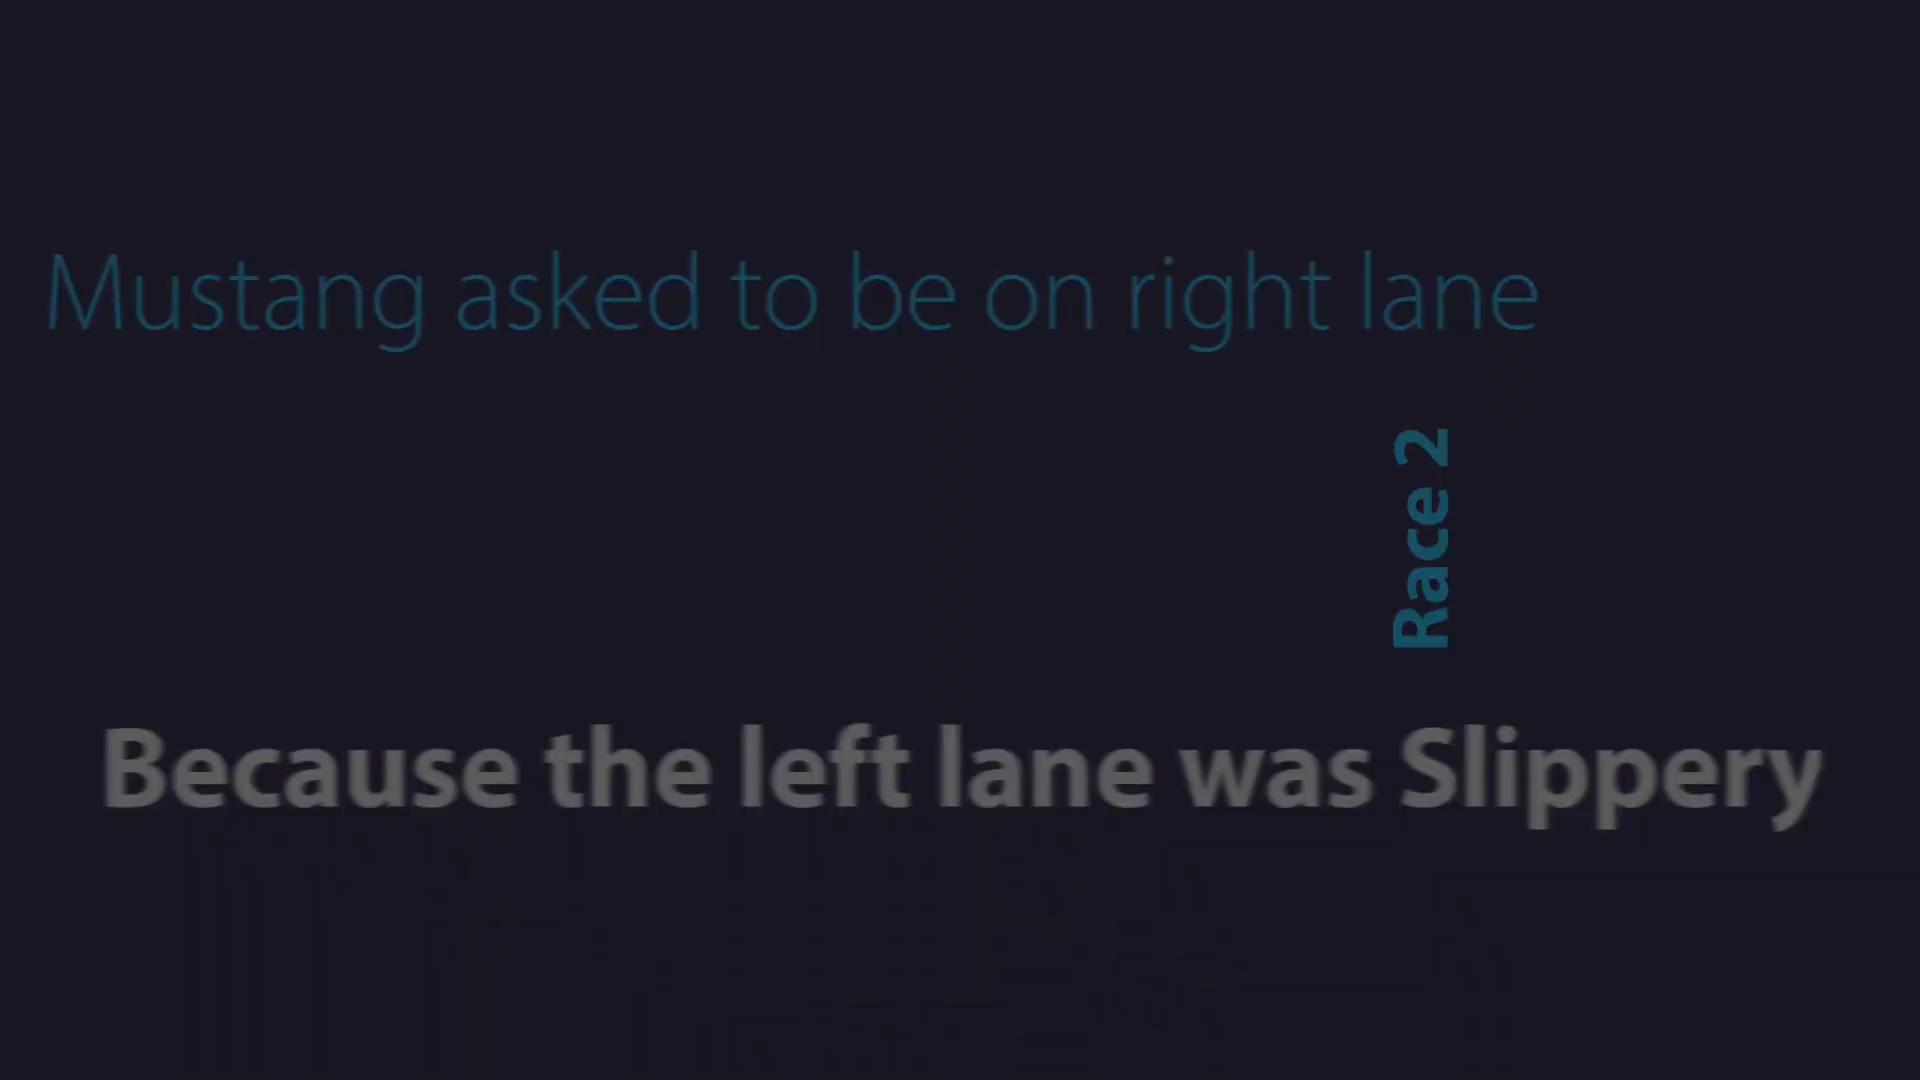 Mustang asked to be on right lane
Race 2
Because the left lane was Slippery